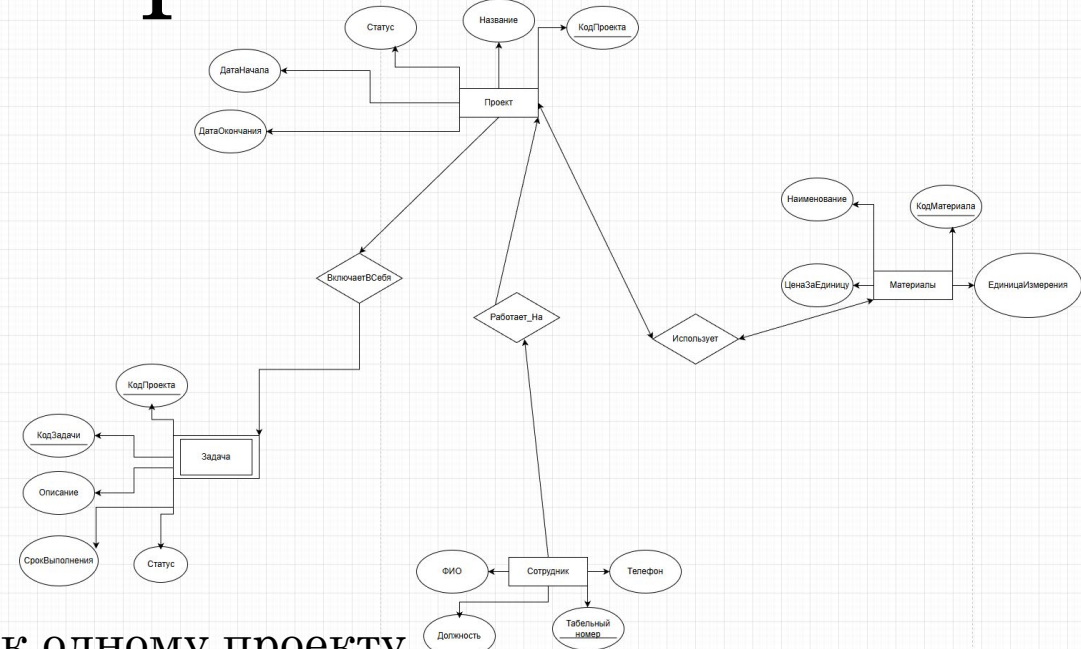 Статус
Название
КодПроекта
ДатаНачала
Проект
ДатаОкончания
Наименование
КодМатериала
ВключаетВСебя
ЦенаЗаЕдиницу
Материалы
ЕдиницаИзмерения
Работает_На
Использует
КодПроекта
КодЗадачи
Задача
Описание
СрокВыполнения
Статус
ФИО
Сотрудник
Телефон
Должность
Табельный
номер
к одному проекту